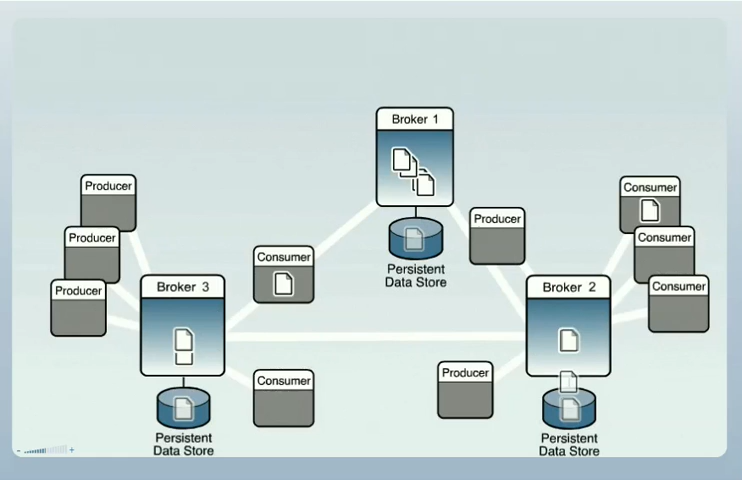 Broker 1
Producer
Consumer
Producer
Producer
Consumer
Consumer
Persistent
Data Store
Producer
Broker 3
Broker 2
Consumer
Consumer
Producer
Persistent
Data Store
Persistent
Data Store